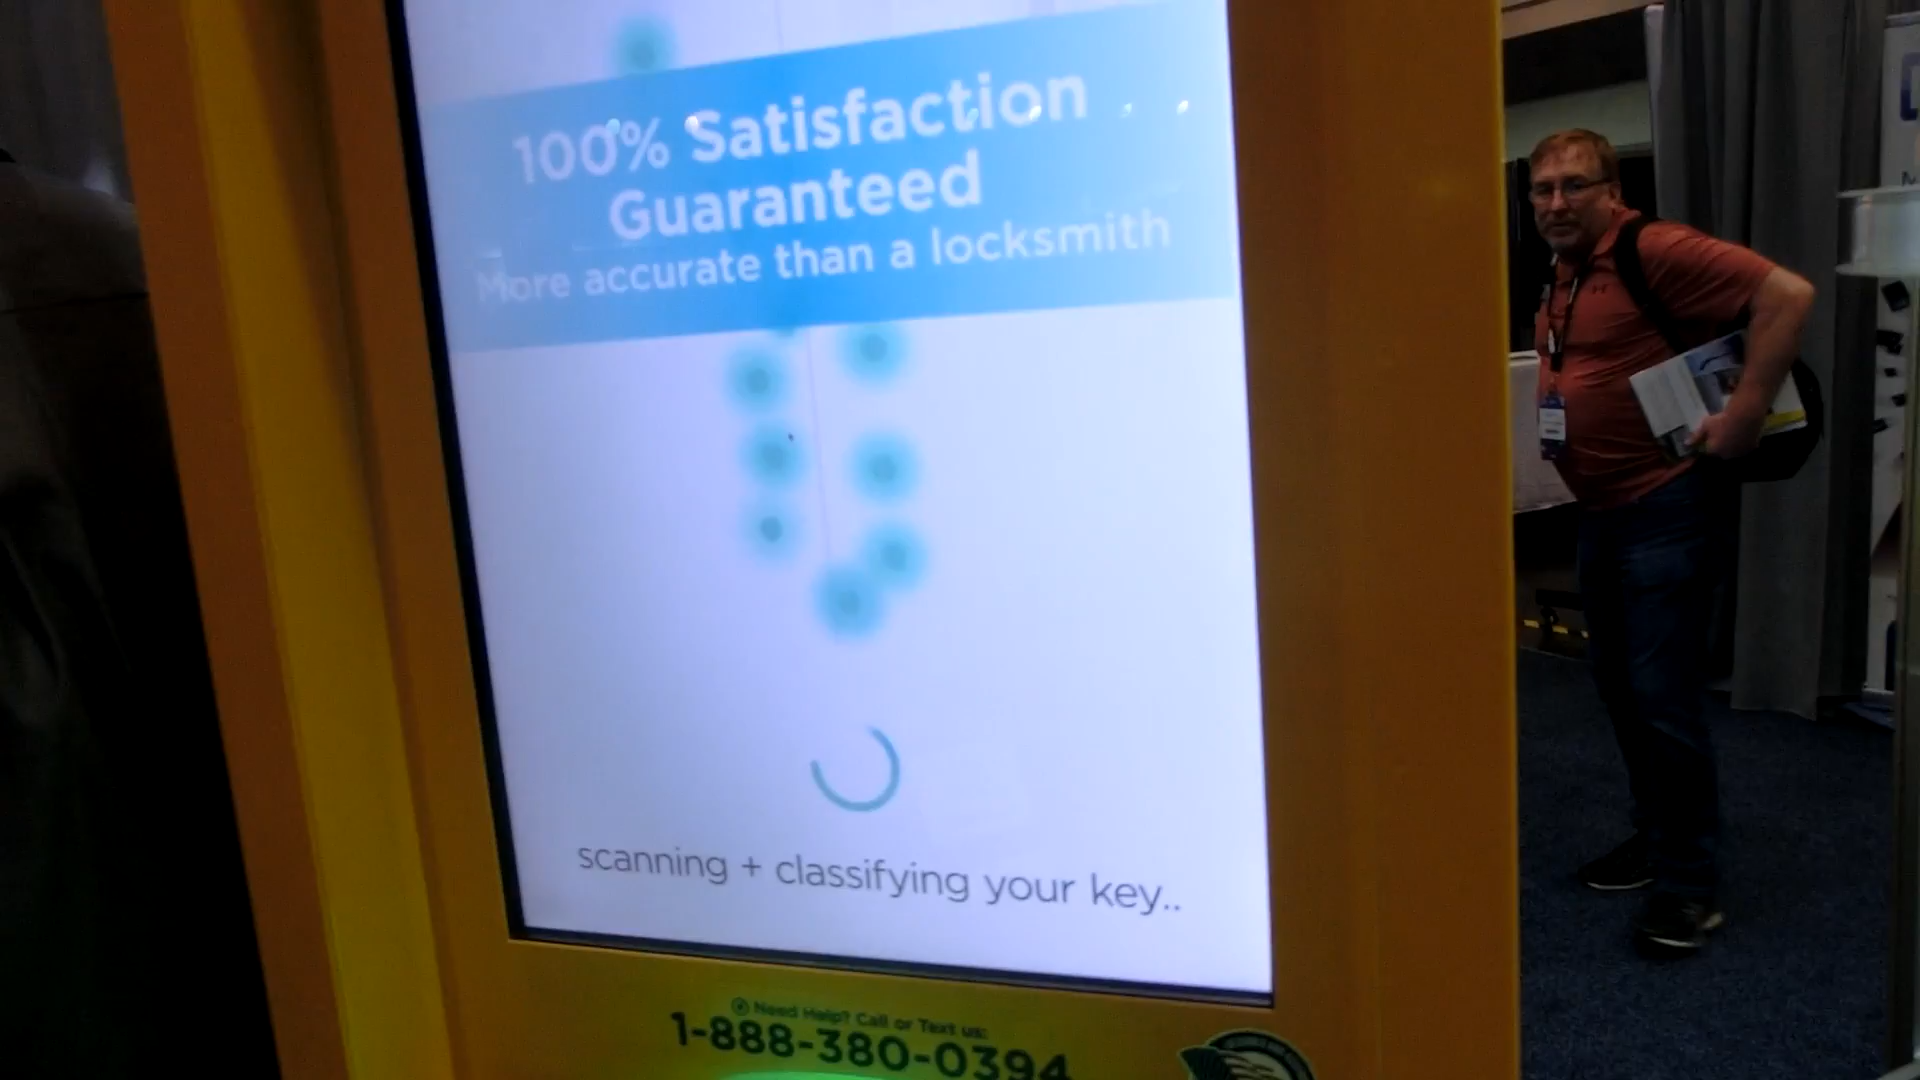 100% Satisfaction
Guaranteed
More accurate than a locksmith
scanning + classifying your key..
Need Help? Call or Text us:
1-888-380-0394